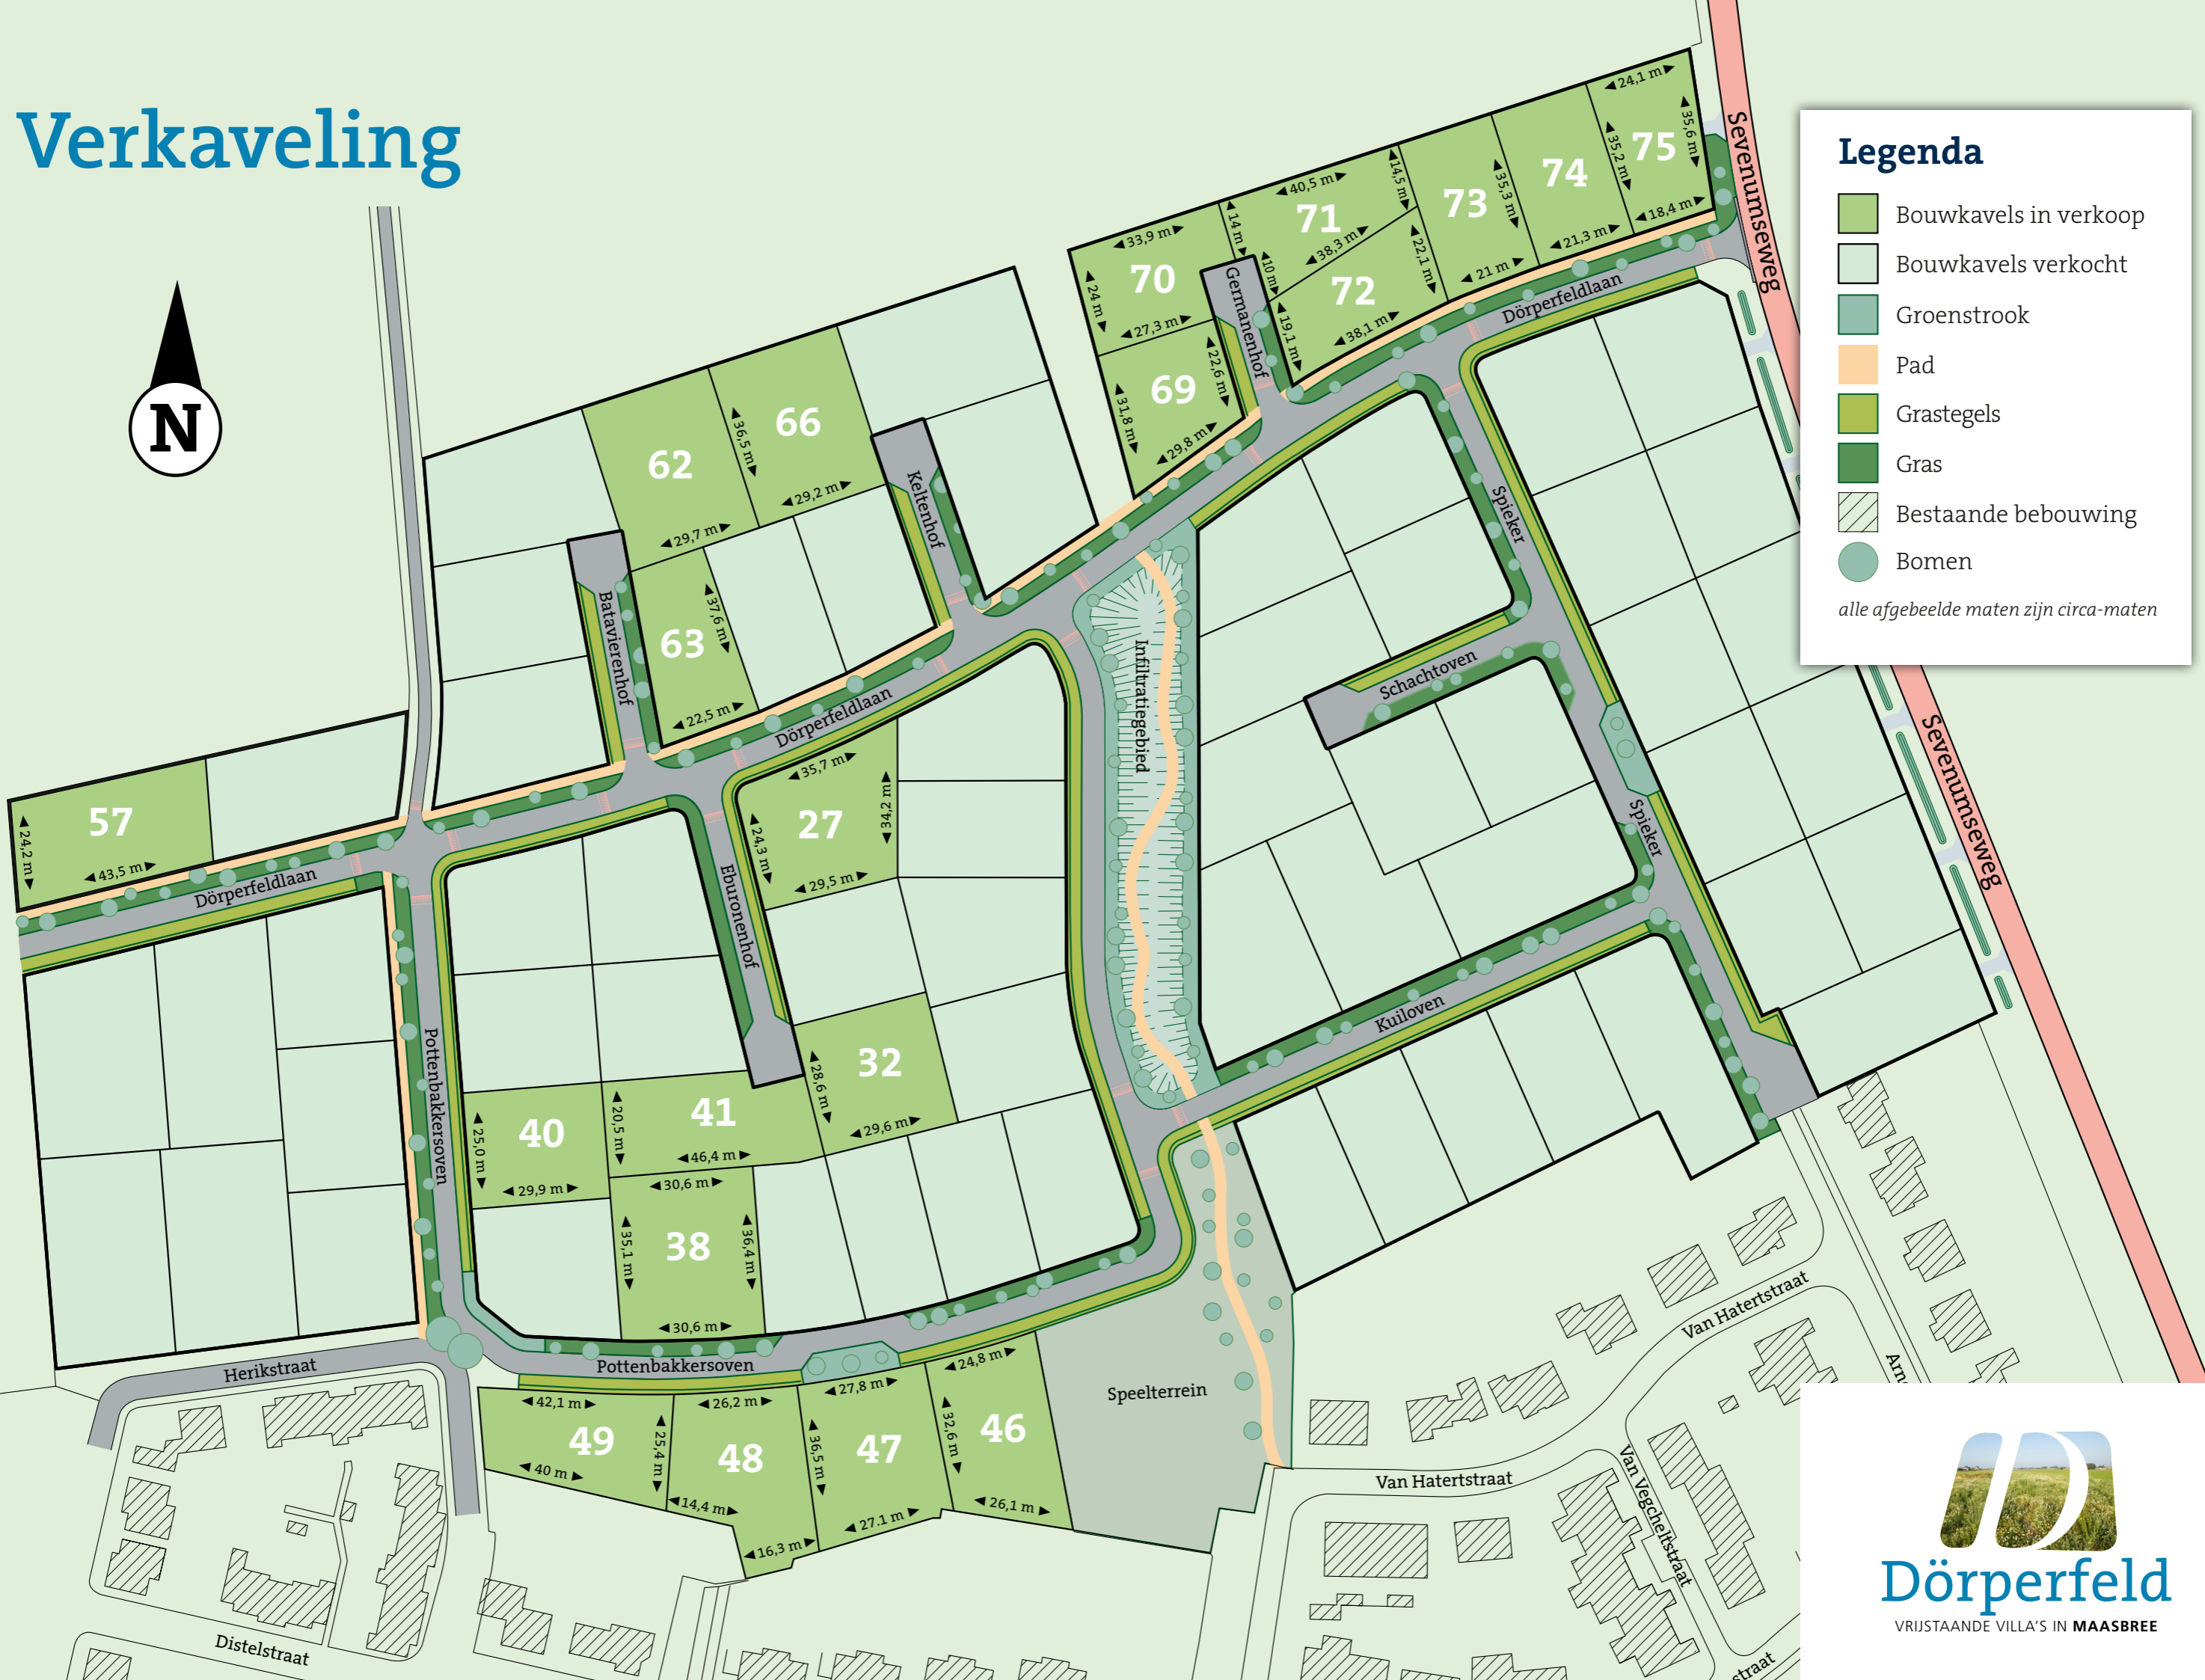 Verkaveling
N
Legenda
Bouwkavels in verkoop
Bouwkavels verkocht
Groenstrook
Pad
Grastegels
Gras
Bestaande bebouwing
Bomen
alle afgebeelde maten zijn circa-maten
Sevenumseweg
Sevenumseweg
24,1 m
35,6 m
75
35,2 m
18,4 m
74
21,3 m
35,3 m
73
21 m
14,5 m
40,5 m
71
14 m
10 m
38,3 m
22,1 m
72
19,1 m
38,1 m
33,9 m
70
24 m
27,3 m
Germanenhof
69
22,6 m
31,8 m
29,8 m
Dörperfeldlaan
66
36,5 m
29,2 m
62
29,7 m
Keltenhof
Batavierenhof
63
37,6 m
22,5 m
Dörperfeldlaan
Spieker
Schachtoven
Spieker
Infiltratiegebied
57
24,2 m
43,5 m
Dörperfeldlaan
35,7 m
27
34,2 m
24,3 m
29,5 m
Eburonenhof
Kuiloven
Pottenbakkersoven
32
28,6 m
29,6 m
41
20,5 m
46,4 m
40
25,0 m
29,9 m
30,6 m
38
35,1 m
36,4 m
30,6 m
Pottenbakkersoven
Herikstraat
42,1 m
49
25,4 m
40 m
26,2 m
48
14,4 m
16,3 m
27,8 m
47
36,5 m
27.1 m
24,8 m
46
32,6 m
26,1 m
Speelterrein
Van Hatertstraat
Van Hatertstraat
Van Vegcheltstraat
Arn
straat
Distelstraat
Dörperfeld
VRIJSTAANDE VILLA'S IN MAASBREE